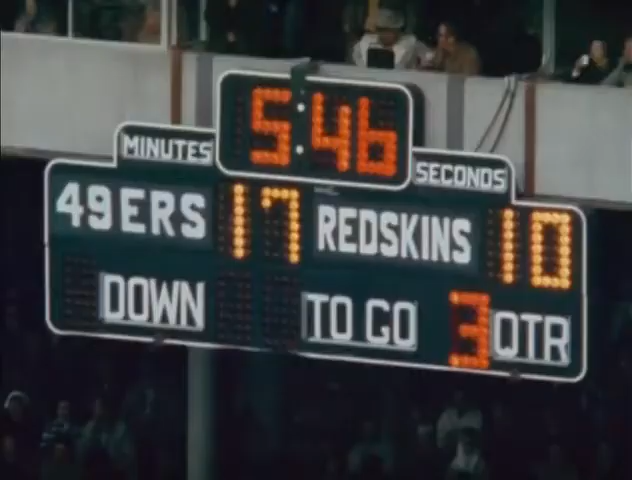 5:46
MINUTES SECONDS
49ERS 17 REDSKINS 10
DOWN TO GO 3 QTR